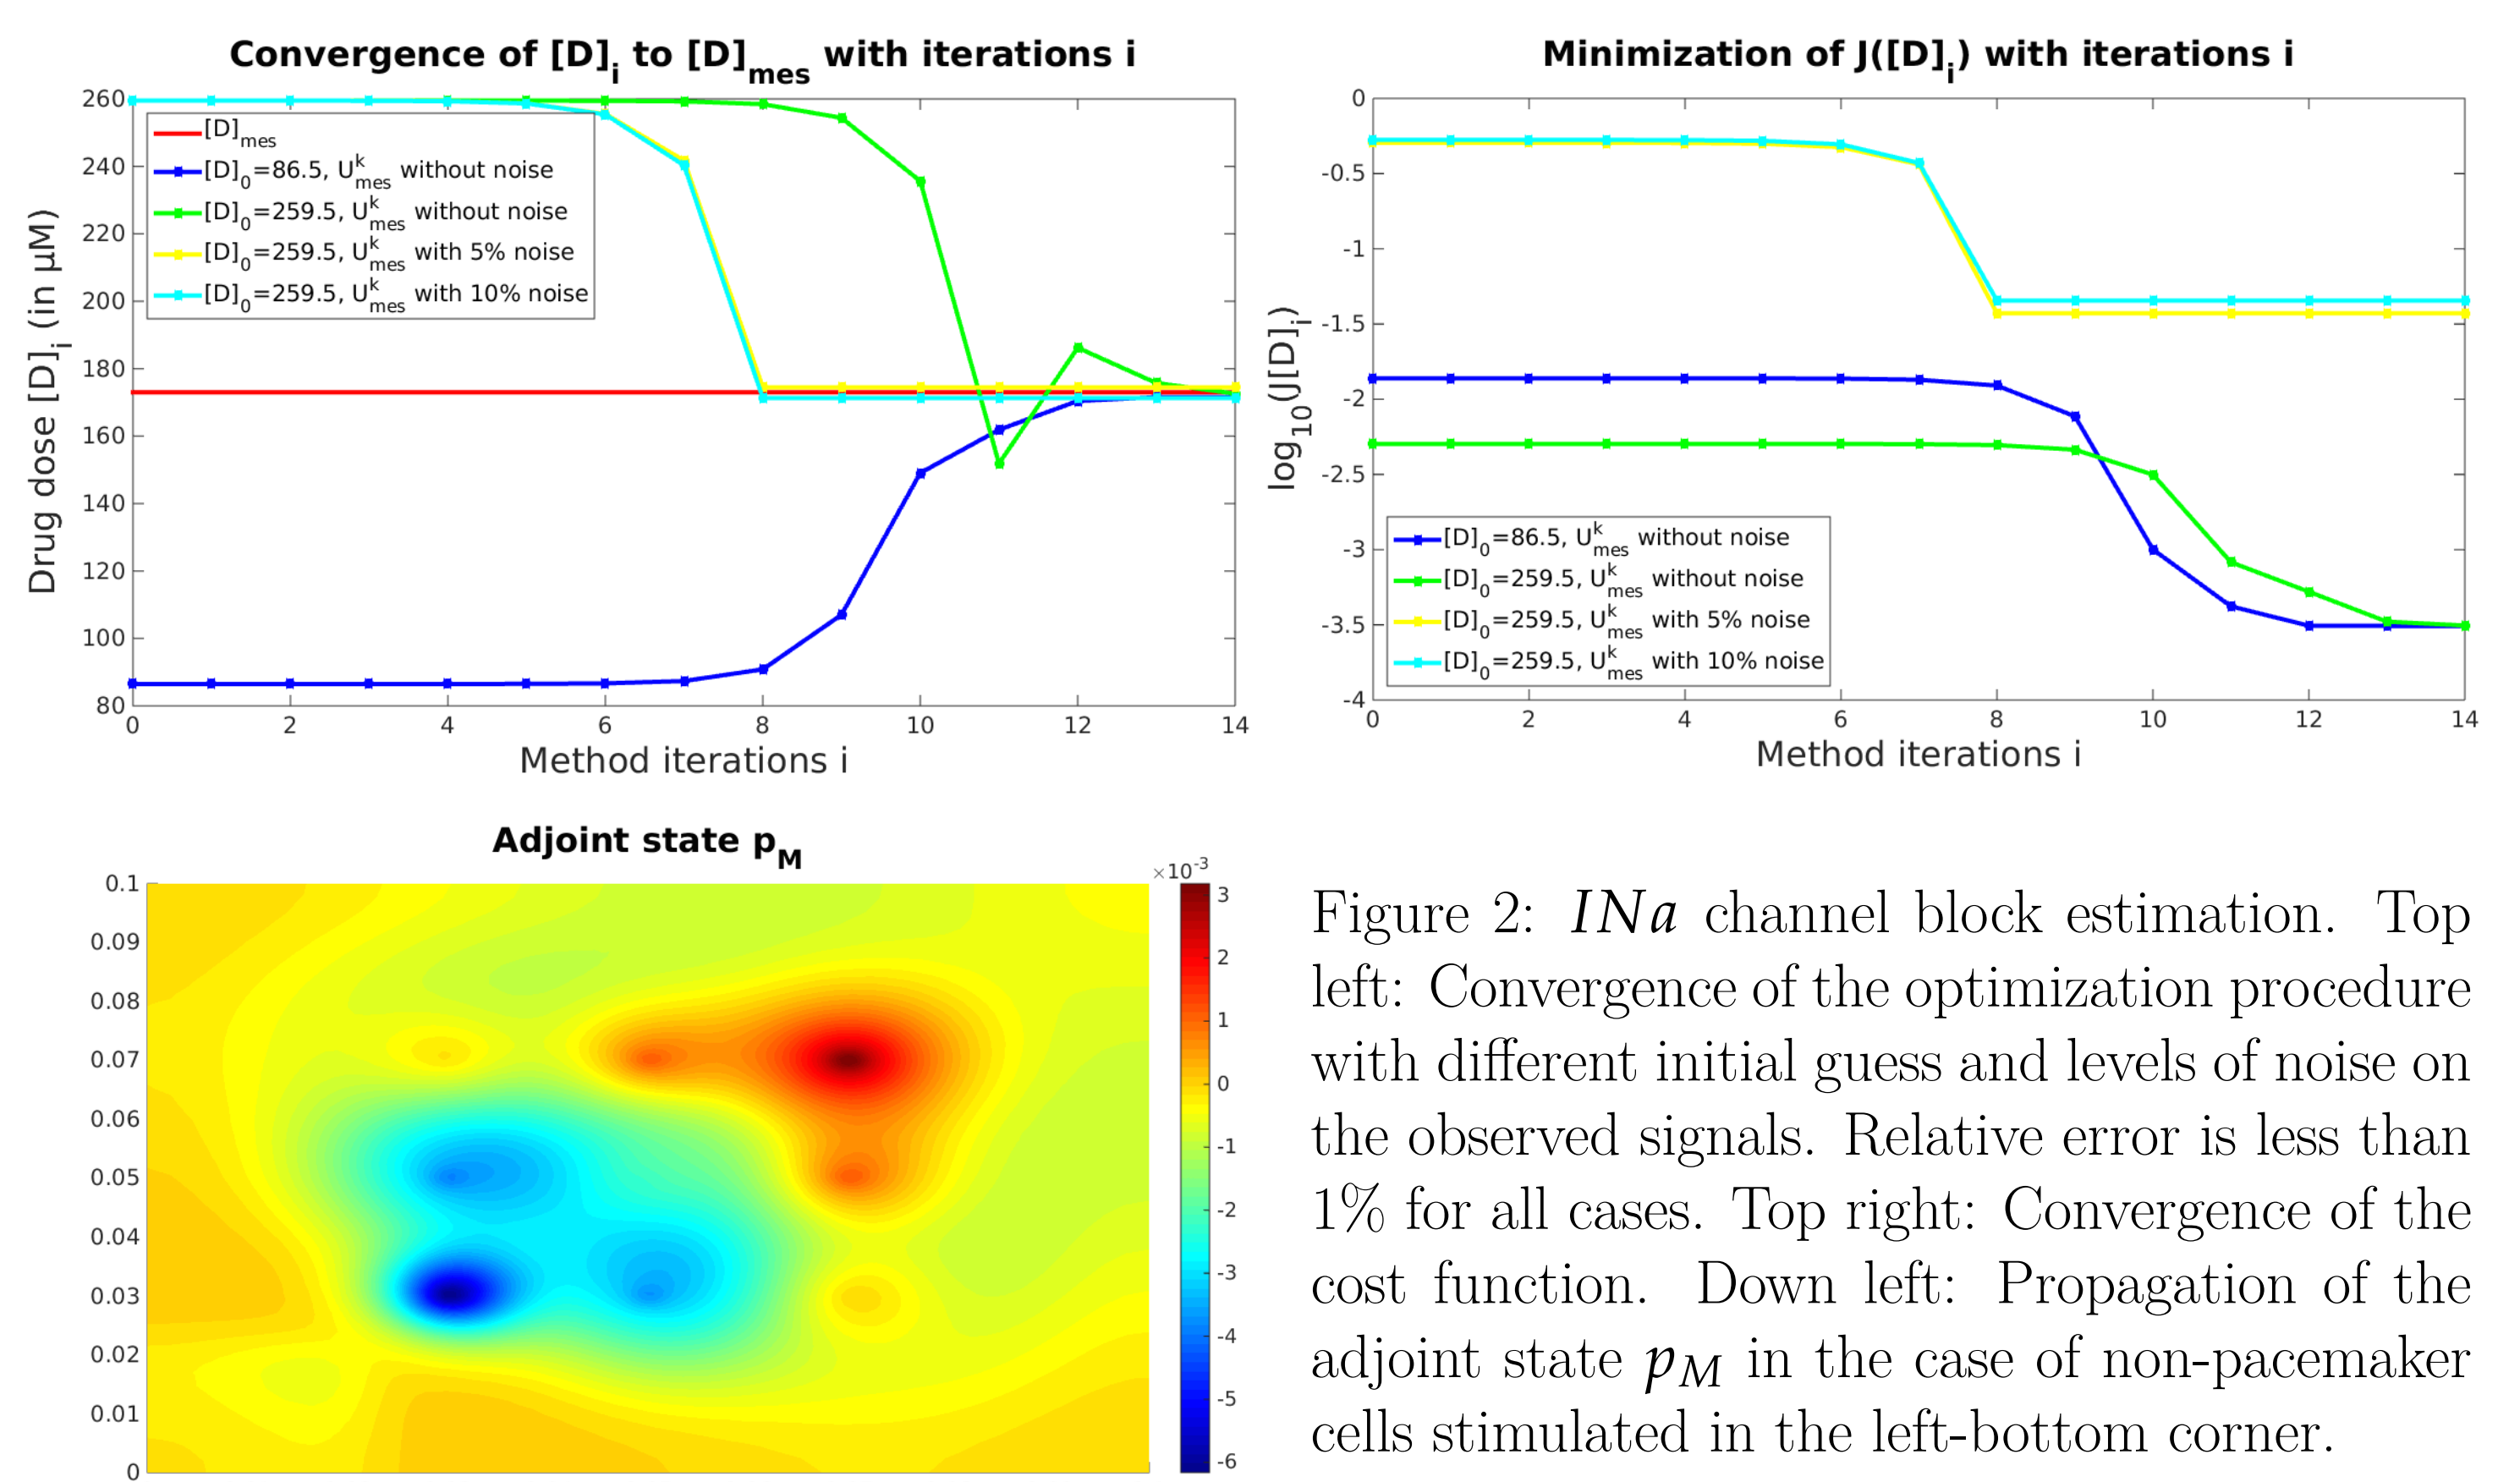 Convergence of [D]i to [D]mes with iterations i
260
240
220
200
180
160
140
120
100
80
Drug dose [D]i (in µM)
[D]mes
[D]0=86.5, Ukmes without noise
[D]0=259.5, Ukmes without noise
[D]0=259.5, Ukmes with 5% noise
[D]0=259.5, Ukmes with 10% noise
0 2 4 6 8 10 12 14
Method iterations i
Minimization of J([D]i) with iterations i
0
-0.5
-1
-1.5
-2
-2.5
-3
-3.5
-4
log10(J[D]i)
[D]0=86.5, Ukmes without noise
[D]0=259.5, Ukmes without noise
[D]0=259.5, Ukmes with 5% noise
[D]0=259.5, Ukmes with 10% noise
0 2 4 6 8 10 12 14
Method iterations i
Adjoint state pM
0.1
0.09
0.08
0.07
0.06
0.05
0.04
0.03
0.02
0.01
0
×10-3
3
2
1
0
-1
-2
-3
-4
-5
-6
Figure 2: INa channel block estimation. Top
left: Convergence of the optimization procedure
with different initial guess and levels of noise on
the observed signals. Relative error is less than
1% for all cases. Top right: Convergence of the
cost function. Down left: Propagation of the
adjoint state pM in the case of non-pacemaker
cells stimulated in the left-bottom corner.